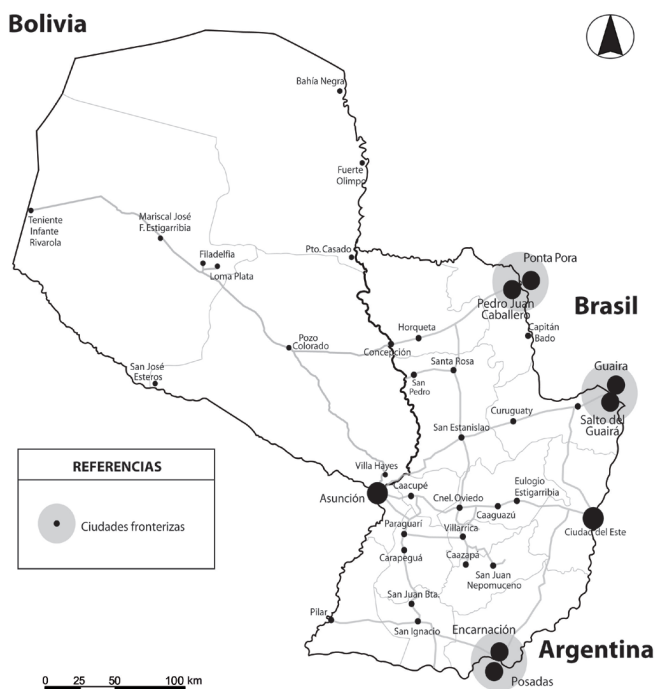 Bolivia
Bahía Negra
Fuerte
Olimpo
Teniente
Infante
Rivarola
Mariscal José
F. Estigarribia
Filadelfia
Loma Plata
Pto. Casado
Ponta Pora
Pedro Juan
Caballero
Brasil
Capitán
Bado
Horqueta
Pozo
Colorado
Concepción
San José
Esteros
Santa Rosa
San
Pedro
Guaira
Salto del
Guairá
Curuguaty
San Estanislao
REFERENCIAS
Ciudades fronterizas
Villa Hayes
Asunción
Caacupé
Cnel. Oviedo
Eulogio
Estigarribia
Caaguazú
Ciudad del Este
Paraguarí
Villarrica
Carapeguá
Caazapá
San Juan
Nepomuceno
San Juan Bta.
Pilar
San Ignacio
Encarnación
Argentina
Posadas
0 25 50 100 km